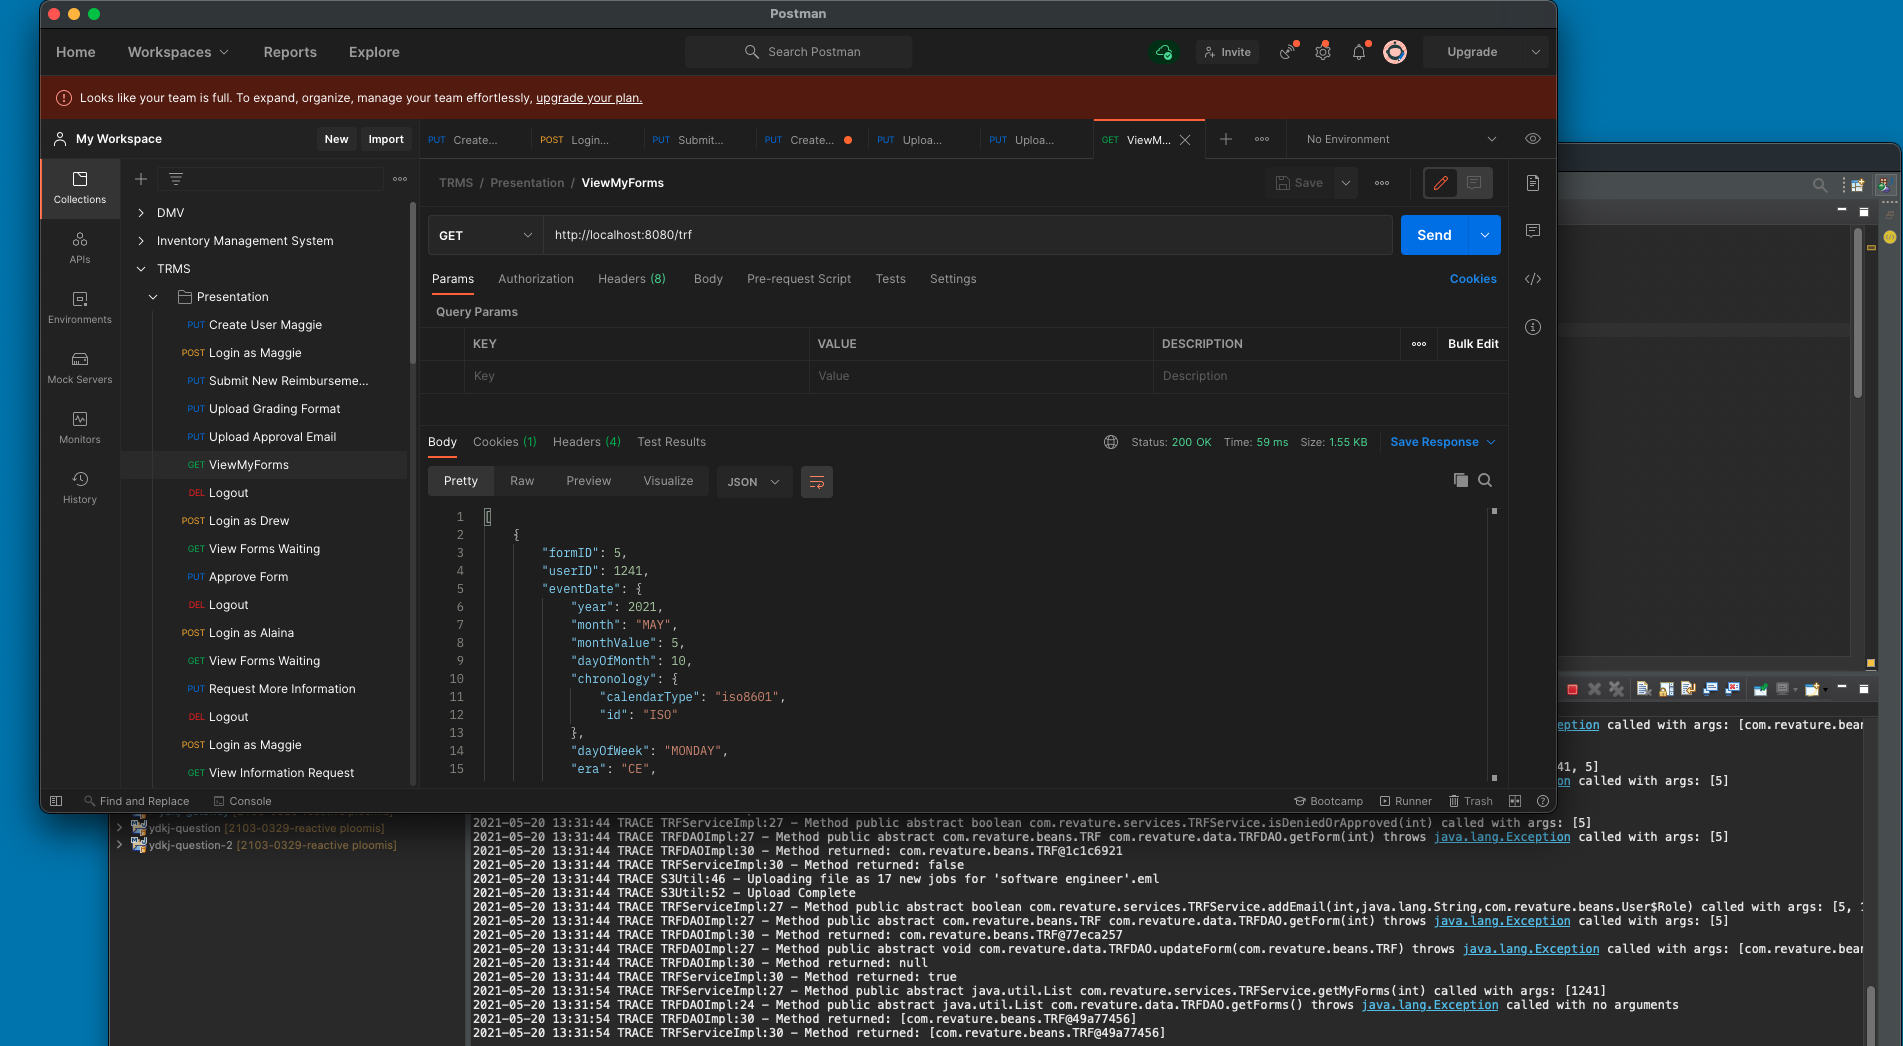 Postman
Home Workspaces Reports Explore Search Postman Invite Upgrade
Looks like your team is full. To expand, organize, manage your team effortlessly, upgrade your plan.
My Workspace New Import
PUT Create... POST Login... PUT Submit... PUT Create... PUT Uploa... PUT Uploa... GET ViewM... No Environment
Collections
APIs
Environments
Mock Servers
Monitors
History
DMV
Inventory Management System
TRMS
Presentation
PUT Create User Maggie
POST Login as Maggie
PUT Submit New Reimburseme...
PUT Upload Grading Format
PUT Upload Approval Email
GET ViewMyForms
DEL Logout
POST Login as Drew
GET View Forms Waiting
PUT Approve Form
DEL Logout
POST Login as Alaina
GET View Forms Waiting
PUT Request More Information
DEL Logout
POST Login as Maggie
GET View Information Request
TRMS / Presentation / ViewMyForms Save
GET http://localhost:8080/trf Send
Params Authorization Headers (8) Body Pre-request Script Tests Settings Cookies
Query Params
KEY VALUE DESCRIPTION Bulk Edit
Key Value Description
Body Cookies (1) Headers (4) Test Results Status: 200 OK Time: 59 ms Size: 1.55 KB Save Response
Pretty Raw Preview Visualize JSON
1 [
2 {
3 "formID": 5,
4 "userID": 1241,
5 "eventDate": {
6 "year": 2021,
7 "month": "MAY",
8 "monthValue": 5,
9 "dayOfMonth": 10,
10 "chronology": {
11 "calendarType": "iso8601",
12 "id": "ISO"
13 },
14 "dayOfWeek": "MONDAY",
15 "era": "CE",
Find and Replace Console Bootcamp Runner Trash
eption called with args: [com.revature.bean
41, 5]
on called with args: [5]
ydkj-question [2103-0329-reactive ploomis]
ydkj-question-2 [2103-0329-reactive ploomis]
2021-05-20 13:31:44 TRACE TRFServiceImpl:27 - Method public abstract boolean com.revature.services.TRFService.isDeniedOrApproved(int) called with args: [5]
2021-05-20 13:31:44 TRACE TRFDAOImpl:27 - Method public abstract com.revature.beans.TRF com.revature.data.TRFDAO.getForm(int) throws java.lang.Exception called with args: [5]
2021-05-20 13:31:44 TRACE TRFDAOImpl:30 - Method returned: com.revature.beans.TRF@1c1c6921
2021-05-20 13:31:44 TRACE TRFServiceImpl:30 - Method returned: false
2021-05-20 13:31:44 TRACE S3Util:46 - Uploading file as 17 new jobs for 'software engineer'.eml
2021-05-20 13:31:44 TRACE S3Util:52 - Upload Complete
2021-05-20 13:31:44 TRACE TRFServiceImpl:27 - Method public abstract boolean com.revature.services.TRFService.addEmail(int,java.lang.String,com.revature.beans.User$Role) called with args: [5, 1
2021-05-20 13:31:44 TRACE TRFDAOImpl:27 - Method public abstract com.revature.beans.TRF com.revature.data.TRFDAO.getForm(int) throws java.lang.Exception called with args: [5]
2021-05-20 13:31:44 TRACE TRFDAOImpl:30 - Method returned: com.revature.beans.TRF@77eca257
2021-05-20 13:31:44 TRACE TRFDAOImpl:27 - Method public abstract void com.revature.data.TRFDAO.updateForm(com.revature.beans.TRF) throws java.lang.Exception called with args: [com.revature.bean
2021-05-20 13:31:44 TRACE TRFDAOImpl:30 - Method returned: null
2021-05-20 13:31:44 TRACE TRFServiceImpl:30 - Method returned: true
2021-05-20 13:31:54 TRACE TRFServiceImpl:27 - Method public abstract java.util.List com.revature.services.TRFService.getMyForms(int) called with args: [1241]
2021-05-20 13:31:54 TRACE TRFDAOImpl:24 - Method public abstract java.util.List com.revature.data.TRFDAO.getForms() throws java.lang.Exception called with no arguments
2021-05-20 13:31:54 TRACE TRFDAOImpl:30 - Method returned: [com.revature.beans.TRF@49a77456]
2021-05-20 13:31:54 TRACE TRFServiceImpl:30 - Method returned: [com.revature.beans.TRF@49a77456]